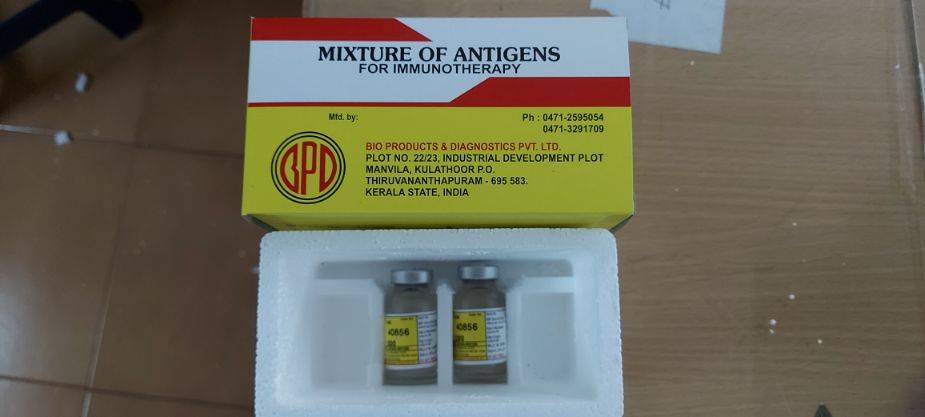 MIXTURE OF ANTIGENS
FOR IMMUNOTHERAPY
Mfd. by:
Ph : 0471-2595054
0471-3291709
BPD
BIO PRODUCTS & DIAGNOSTICS PVT. LTD.
PLOT NO. 22/23, INDUSTRIAL DEVELOPMENT PLOT
MANVILA, KULATHOOR P.O.
THIRUVANANTHAPURAM - 695 583.
KERALA STATE, INDIA
40856
40856